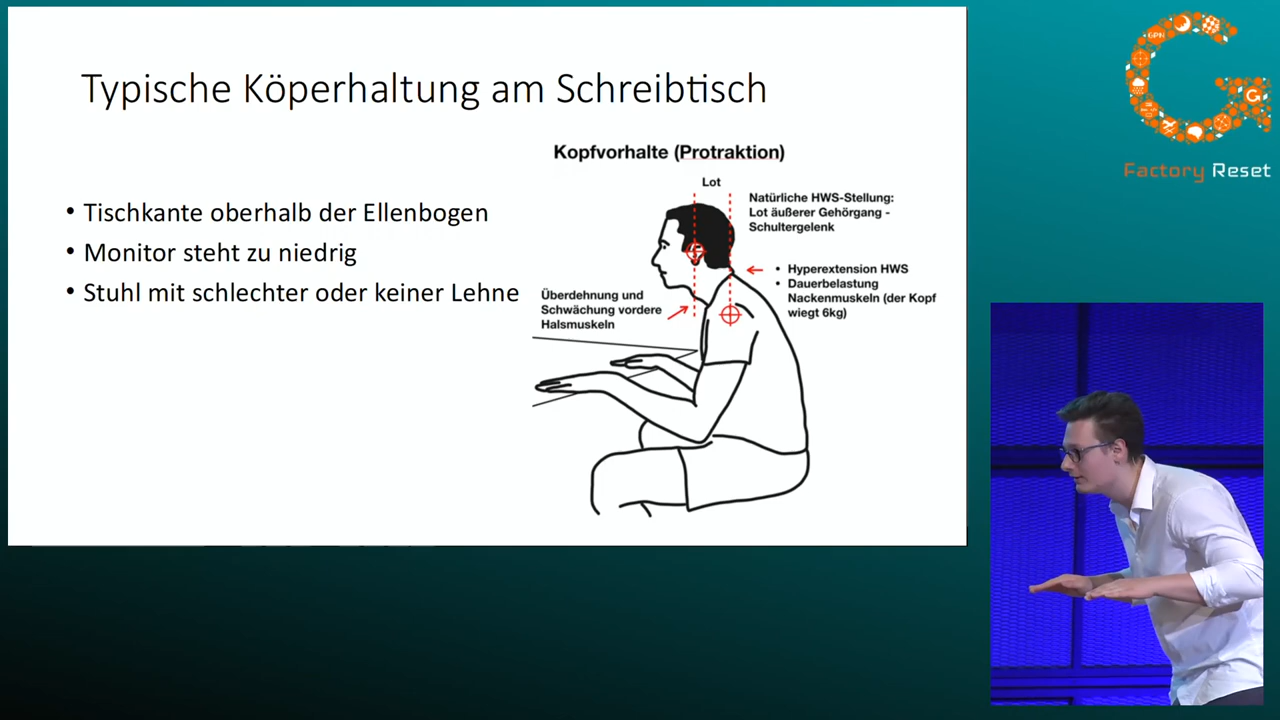 Typische Köperhaltung am Schreibtisch
Kopfvorhalte (Protraktion)
Lot
Natürliche HWS-Stellung:
Lot äußerer Gehörgang -
Schultergelenk
• Tischkante oberhalb der Ellenbogen
• Monitor steht zu niedrig
• Stuhl mit schlechter oder keiner Lehne
• Hyperextension HWS
• Dauerbelastung
Nackenmuskeln (der Kopf
wiegt 6kg)
Überdehnung und
Schwächung vordere
Halsmuskeln
GPN
G
Factory Reset